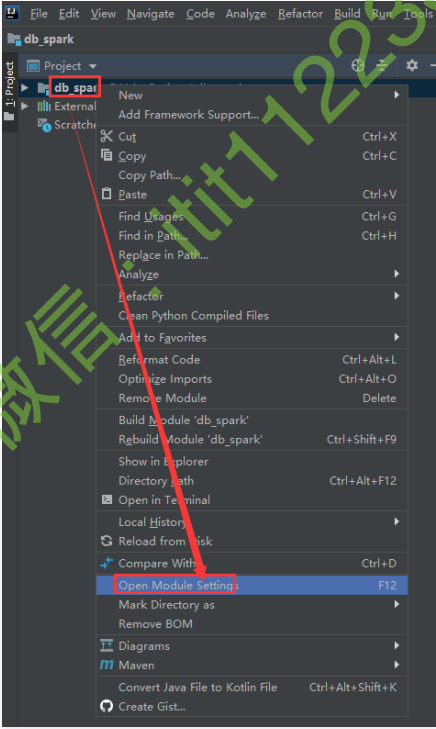 File Edit View Navigate Code Analyze Refactor Build Run Tools
db_spark
1: Project
Project
db_spar
External
Scratche
New
Add Framework Support...
Cut Ctrl+X
Copy Ctrl+C
Copy Path...
Paste Ctrl+V
Find Usages Ctrl+G
Find in Path... Ctrl+H
Replace in Path...
Analyze
Refactor
Clean Python Compiled Files
Add to Favorites
Reformat Code Ctrl+Alt+L
Optimize Imports Ctrl+Alt+O
Remove Module Delete
Build Module 'db_spark'
Rebuild Module 'db_spark' Ctrl+Shift+F9
Show in Explorer
Directory Path Ctrl+Alt+F12
Open in Terminal
Local History
Reload from Disk
Compare With Ctrl+D
Open Module Settings F12
Mark Directory as
Remove BOM
Diagrams
Maven
Convert Java File to Kotlin File Ctrl+Alt+Shift+K
Create Gist...
微信：itit11223